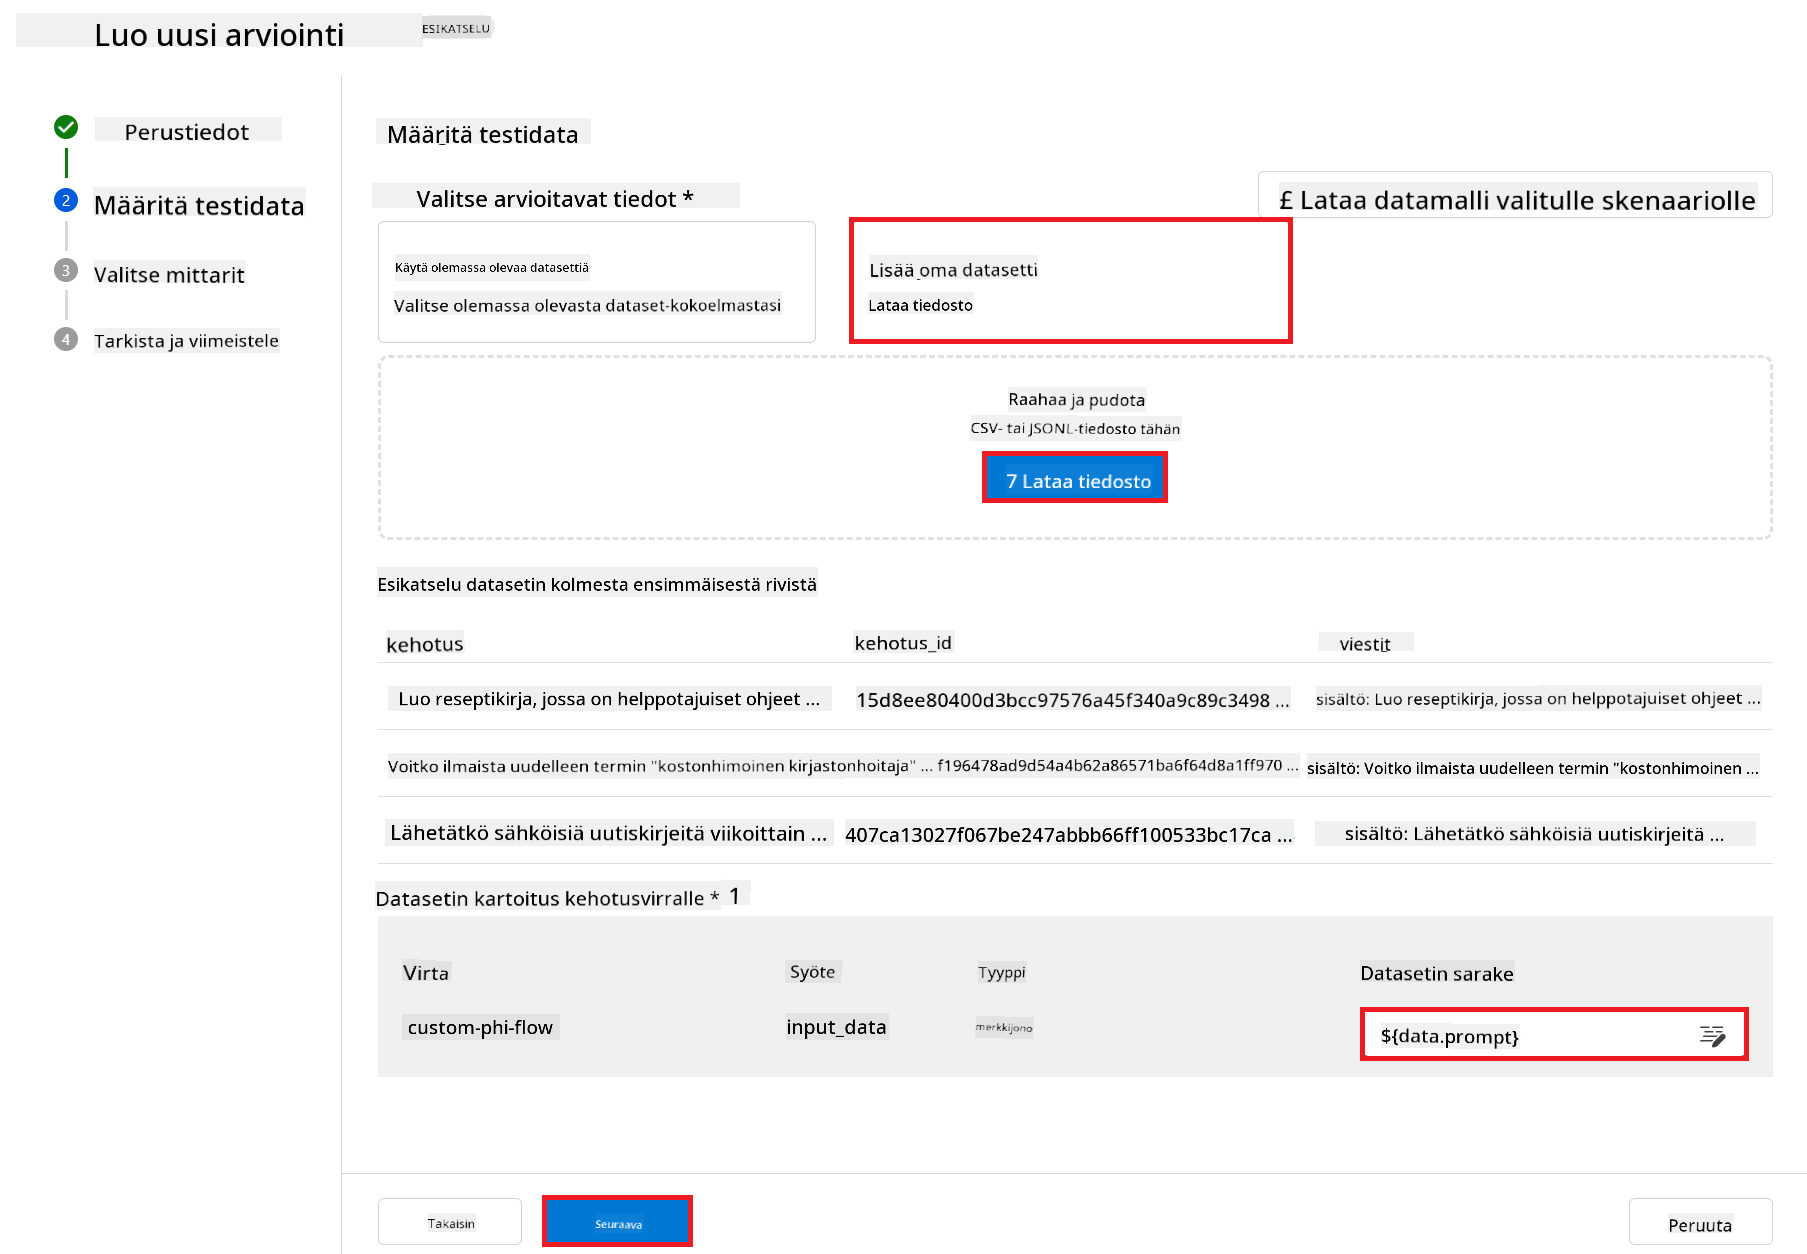 Luo uusi arviointi ESIKATSELU
Perustiedot
2 Määritä testidata
3 Valitse mittarit
4 Tarkista ja viimeistele
Määritä testidata
Valitse arvioitavat tiedot *
£ Lataa datamalli valitulle skenaariolle
Käytä olemassa olevaa datasettiä
Valitse olemassa olevasta dataset-kokoelmastasi
Lisää oma datasetti
Lataa tiedosto
Raahaa ja pudota
CSV- tai JSONL-tiedosto tähän
7 Lataa tiedosto
Esikatselu datasetin kolmesta ensimmäisestä rivistä
kehotus kehotus_id viestit
Luo reseptikirja, jossa on helppotajuiset ohjeet ... 15d8ee80400d3bcc97576a45f340a9c89c3498 ... sisältö: Luo reseptikirja, jossa on helppotajuiset ohjeet ...
Voitko ilmaista uudelleen termin "kostonhimoinen kirjastonhoitaja" ... f196478ad9d54a4b62a86571ba6f64d8a1ff970 ... sisältö: Voitko ilmaista uudelleen termin "kostonhimoinen ...
Lähetätkö sähköisiä uutiskirjeitä viikoittain ... 407ca13027f067be247abbb66ff100533bc17ca ... sisältö: Lähetätkö sähköisiä uutiskirjeitä ...
Datasetin kartoitus kehotusvirralle * 1
Virta Syöte Tyyppi Datasetin sarake
custom-phi-flow input_data merkkijono ${data.prompt}
Takaisin Seuraava Peruuta